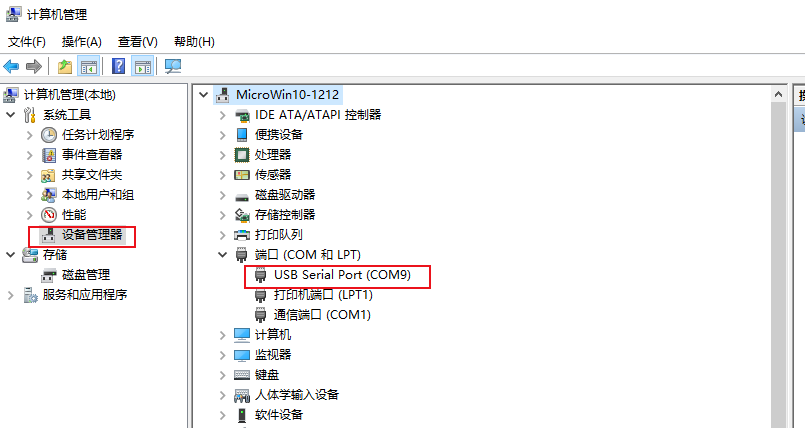 计算机管理
文件(F) 操作(A) 查看(V) 帮助(H)
计算机管理(本地)
系统工具
任务计划程序
事件查看器
共享文件夹
本地用户和组
性能
设备管理器
存储
磁盘管理
服务和应用程序
MicroWin10-1212
IDE ATA/ATAPI 控制器
便携设备
处理器
传感器
磁盘驱动器
存储控制器
打印队列
端口 (COM 和 LPT)
USB Serial Port (COM9)
打印机端口 (LPT1)
通信端口 (COM1)
计算机
监视器
键盘
人体学输入设备
软件设备